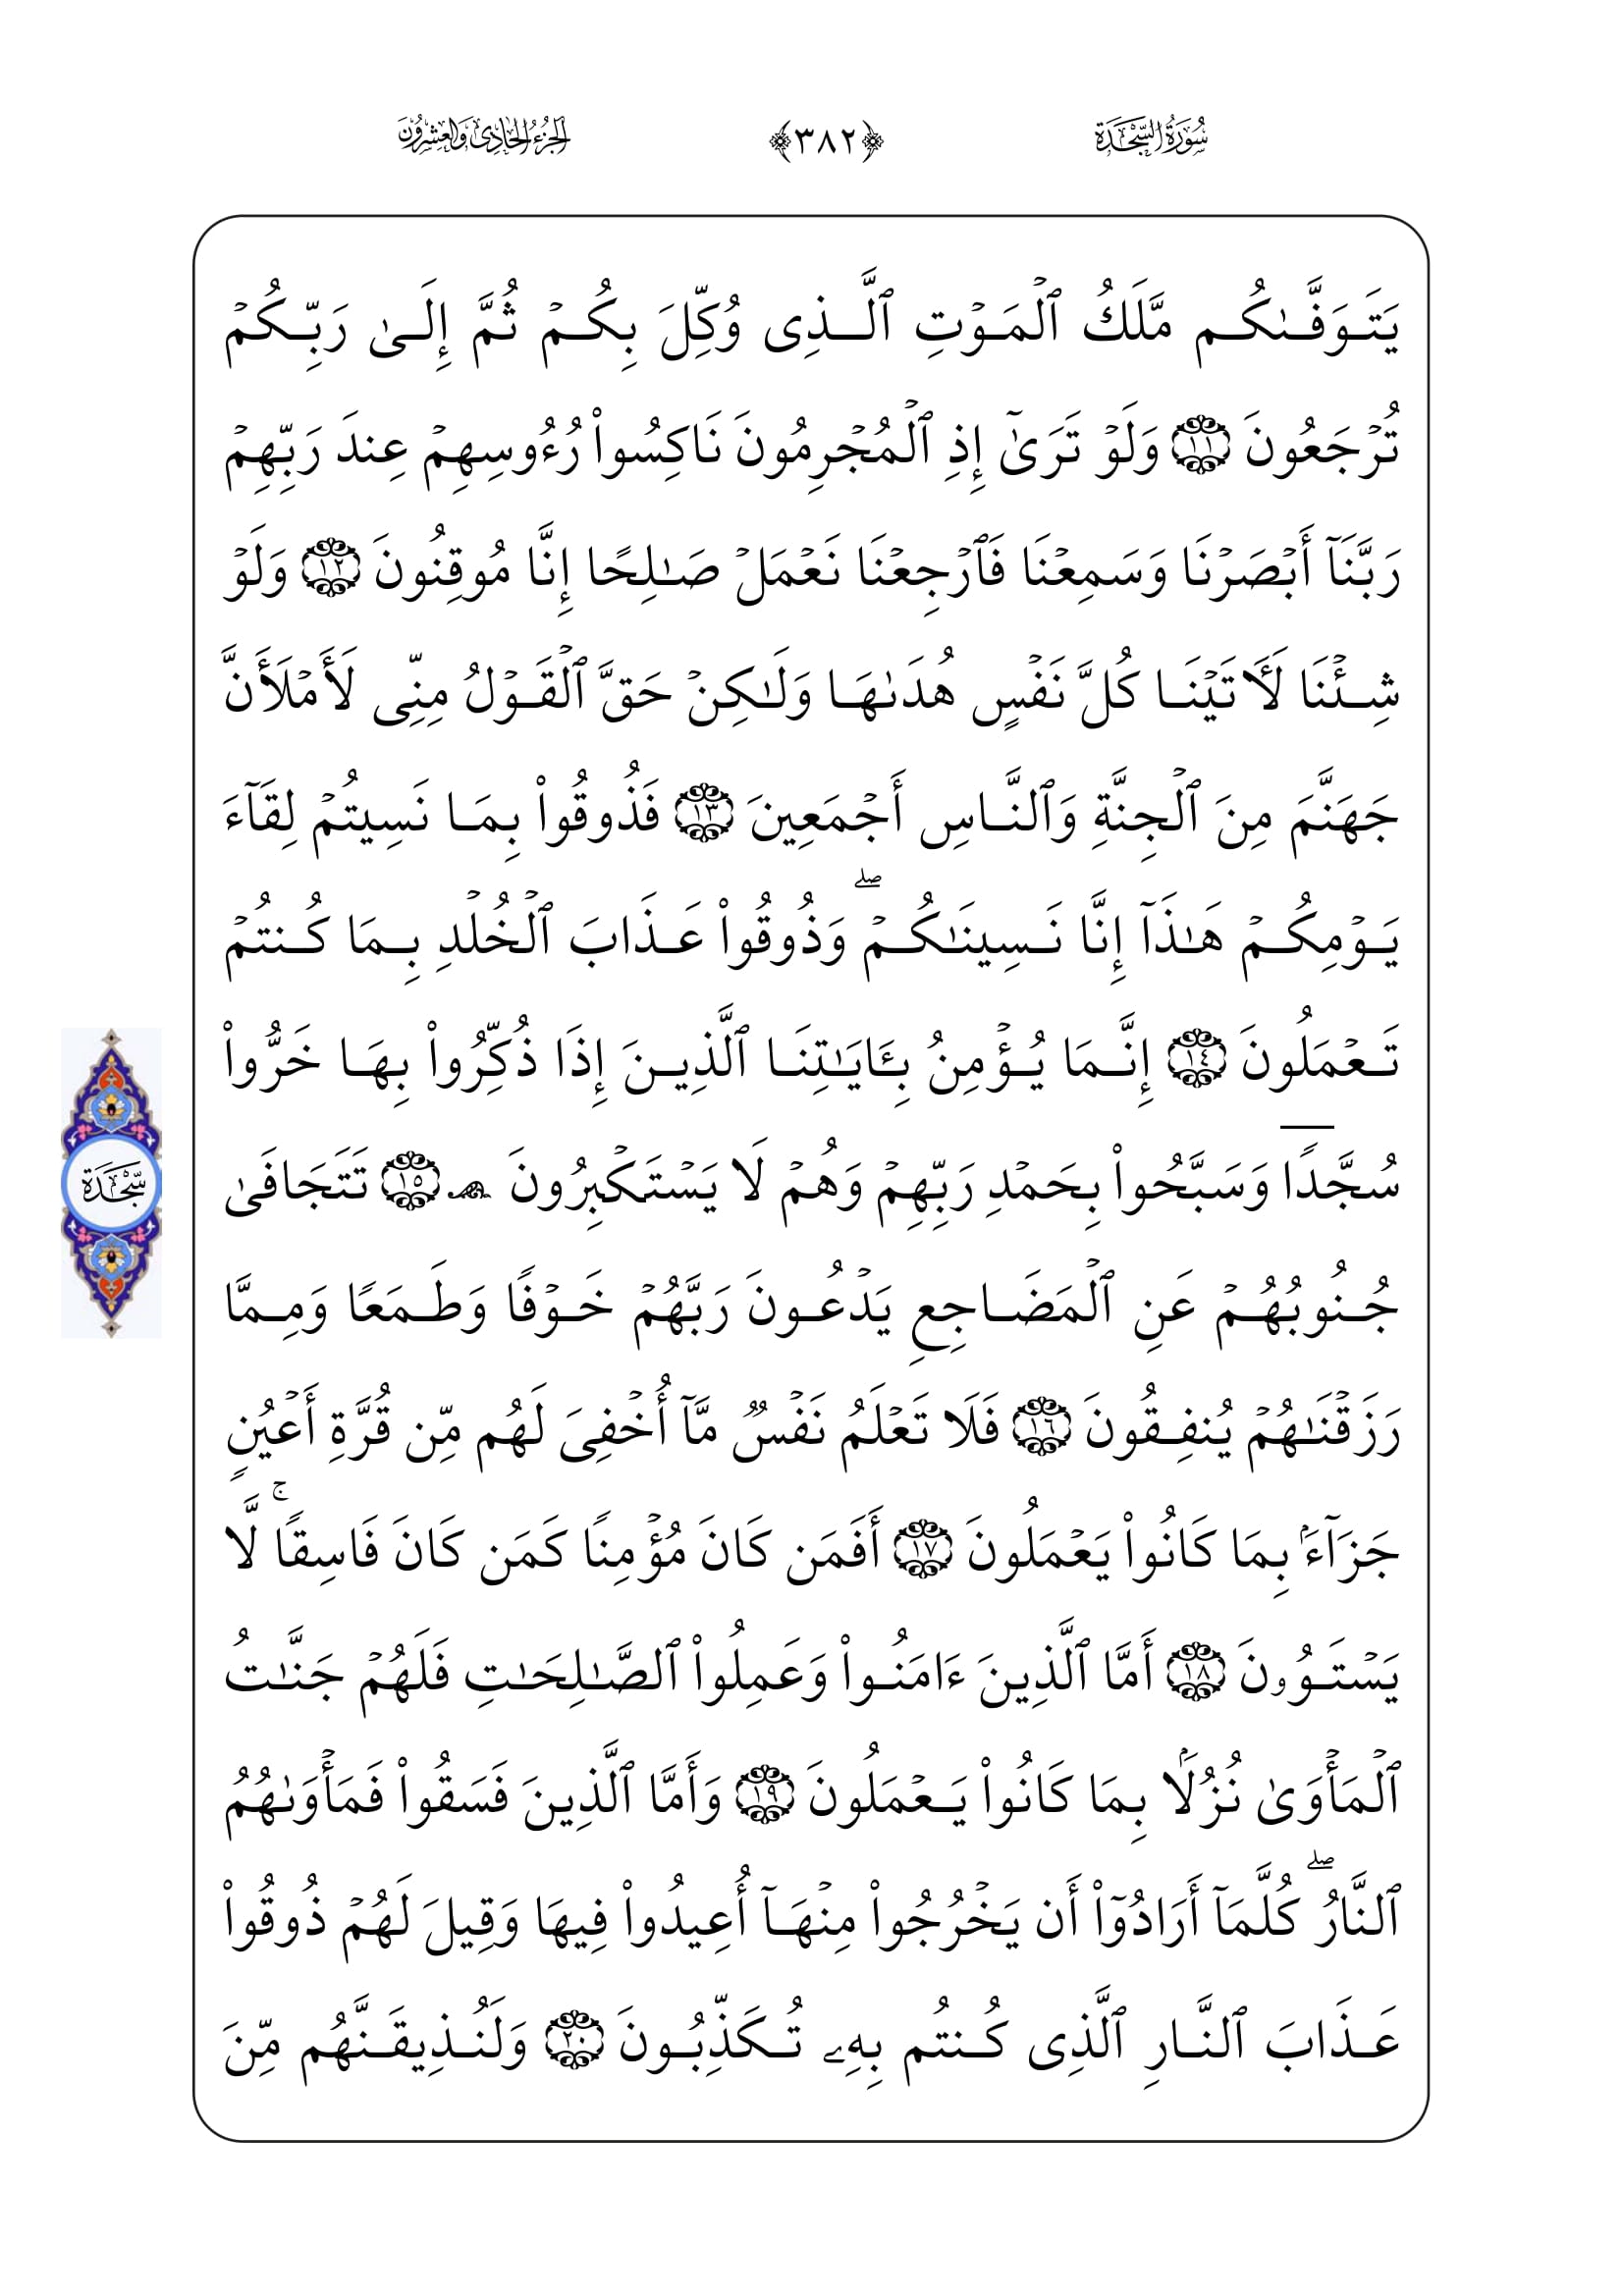 سُورَةُ السَّجْدَةِ ﴿٣٨٢﴾ الجُزْءُ الحَادِي وَالعِشْرُونَ
يَتَوَفَّىٰكُم مَّلَكُ ٱلۡمَوۡتِ ٱلَّذِى وُكِّلَ بِكُمۡ ثُمَّ إِلَىٰ رَبِّكُمۡ
تُرۡجَعُونَ ١١ وَلَوۡ تَرَىٰٓ إِذِ ٱلۡمُجۡرِمُونَ نَاكِسُواْ رُءُوسِهِمۡ عِندَ رَبِّهِمۡ
رَبَّنَآ أَبۡصَرۡنَا وَسَمِعۡنَا فَٱرۡجِعۡنَا نَعۡمَلۡ صَـٰلِحًا إِنَّا مُوقِنُونَ ١٢ وَلَوۡ
شِئۡنَا لَأٓتَيۡنَا كُلَّ نَفۡسٍ هُدَىٰهَا وَلَـٰكِنۡ حَقَّ ٱلۡقَوۡلُ مِنِّى لَأَمۡلَأَنَّ
جَهَنَّمَ مِنَ ٱلۡجِنَّةِ وَٱلنَّاسِ أَجۡمَعِينَ ١٣ فَذُوقُواْ بِمَا نَسِيتُمۡ لِقَآءَ
يَوۡمِكُمۡ هَـٰذَآ إِنَّا نَسِينَـٰكُمۡۖ وَذُوقُواْ عَذَابَ ٱلۡخُلۡدِ بِمَا كُنتُمۡ
تَعۡمَلُونَ ١٤ إِنَّمَا يُؤۡمِنُ بِـَٔايَـٰتِنَا ٱلَّذِينَ إِذَا ذُكِّرُواْ بِهَا خَرُّواْ
سُجَّدًا وَسَبَّحُواْ بِحَمۡدِ رَبِّهِمۡ وَهُمۡ لَا يَسۡتَكۡبِرُونَ ۩ ١٥ تَتَجَافَىٰ
سَّجْدَة
جُنُوبُهُمۡ عَنِ ٱلۡمَضَاجِعِ يَدۡعُونَ رَبَّهُمۡ خَوۡفًا وَطَمَعًا وَمِمَّا
رَزَقۡنَـٰهُمۡ يُنفِقُونَ ١٦ فَلَا تَعۡلَمُ نَفۡسٌ مَّآ أُخۡفِىَ لَهُم مِّن قُرَّةِ أَعۡيُنٍ
جَزَآءَۢ بِمَا كَانُواْ يَعۡمَلُونَ ١٧ أَفَمَن كَانَ مُؤۡمِنًا كَمَن كَانَ فَاسِقًاۚ لَّا
يَسۡتَوُۥنَ ١٨ أَمَّا ٱلَّذِينَ ءَامَنُواْ وَعَمِلُواْ ٱلصَّـٰلِحَـٰتِ فَلَهُمۡ جَنَّـٰتُ
ٱلۡمَأۡوَىٰ نُزُلَۢا بِمَا كَانُواْ يَعۡمَلُونَ ١٩ وَأَمَّا ٱلَّذِينَ فَسَقُواْ فَمَأۡوَىٰهُمُ
ٱلنَّارُۖ كُلَّمَآ أَرَادُوٓاْ أَن يَخۡرُجُواْ مِنۡهَآ أُعِيدُواْ فِيهَا وَقِيلَ لَهُمۡ ذُوقُواْ
عَذَابَ ٱلنَّارِ ٱلَّذِى كُنتُم بِهِۦ تُكَذِّبُونَ ٢٠ وَلَنُذِيقَنَّهُم مِّنَ